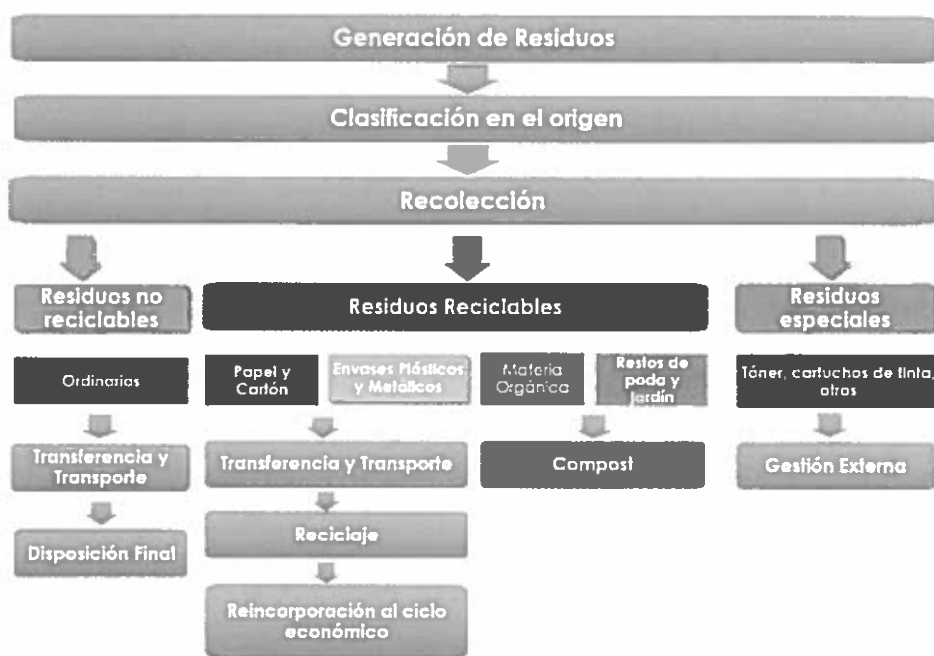 Generación de Residuos
Clasificación en el origen
Recolección
Residuos no
reciclables
Residuos Reciclables
Residuos
especiales
Ordinarios
Papel y
Cartón
Envases Plásticos
y Metálicos
Materia
Orgánica
Restos de
poda y
jardín
Tóner, cartuchos de tinta,
otros
Transferencia y
Transporte
Transferencia y Transporte
Compost
Gestión Externa
Disposición Final
Reciclaje
Reincorporación al ciclo
económico